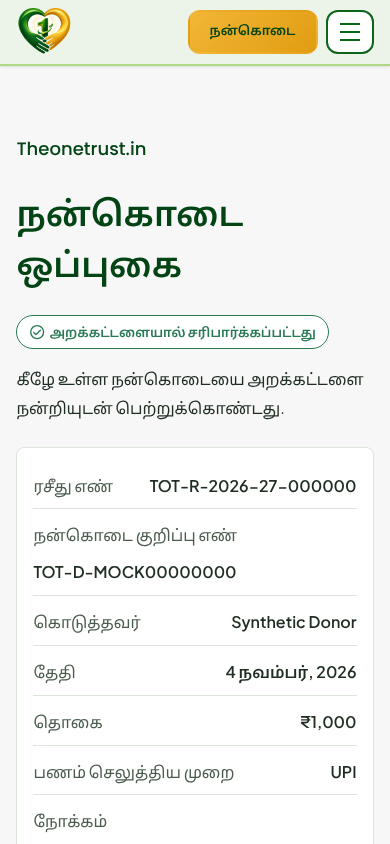 நன்கொடை
Theonetrust.in
நன்கொடை
ஒப்புகை
அறக்கட்டளையால் சரிபார்க்கப்பட்டது
கீழே உள்ள நன்கொடையை அறக்கட்டளை
நன்றியுடன் பெற்றுக்கொண்டது.
ரசீது எண் TOT-R-2026-27-000000
நன்கொடை குறிப்பு எண்
TOT-D-MOCK00000000
கொடுத்தவர் Synthetic Donor
தேதி 4 நவம்பர், 2026
தொகை ₹1,000
பணம் செலுத்திய முறை UPI
நோக்கம்